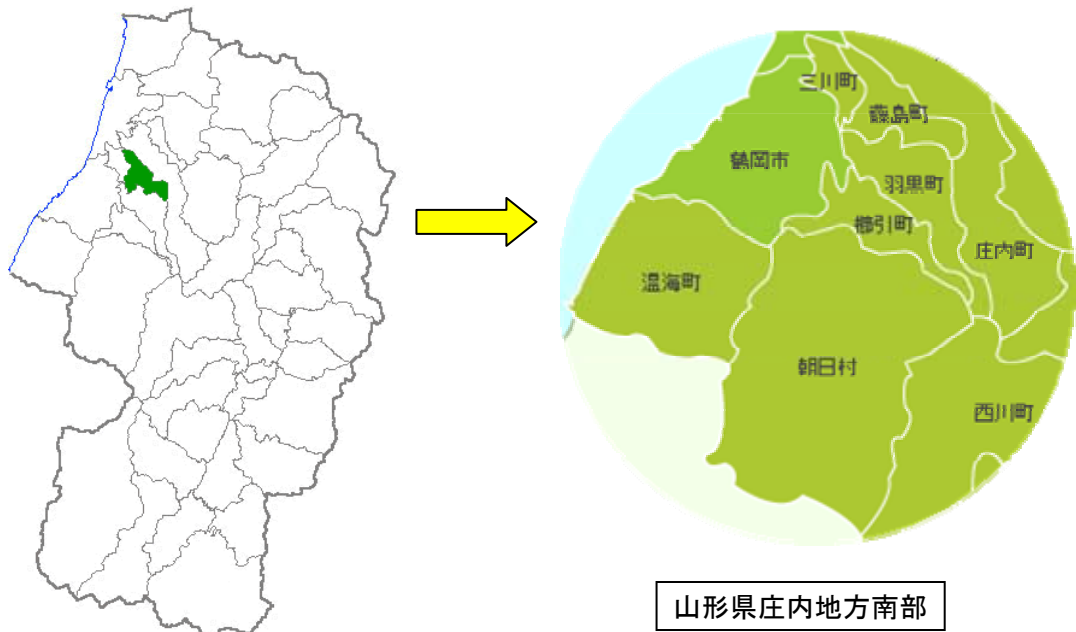 三川町
藤島町
鶴岡市
羽黒町
櫛引町
庄内町
温海町
朝日村
西川町
山形県庄内地方南部